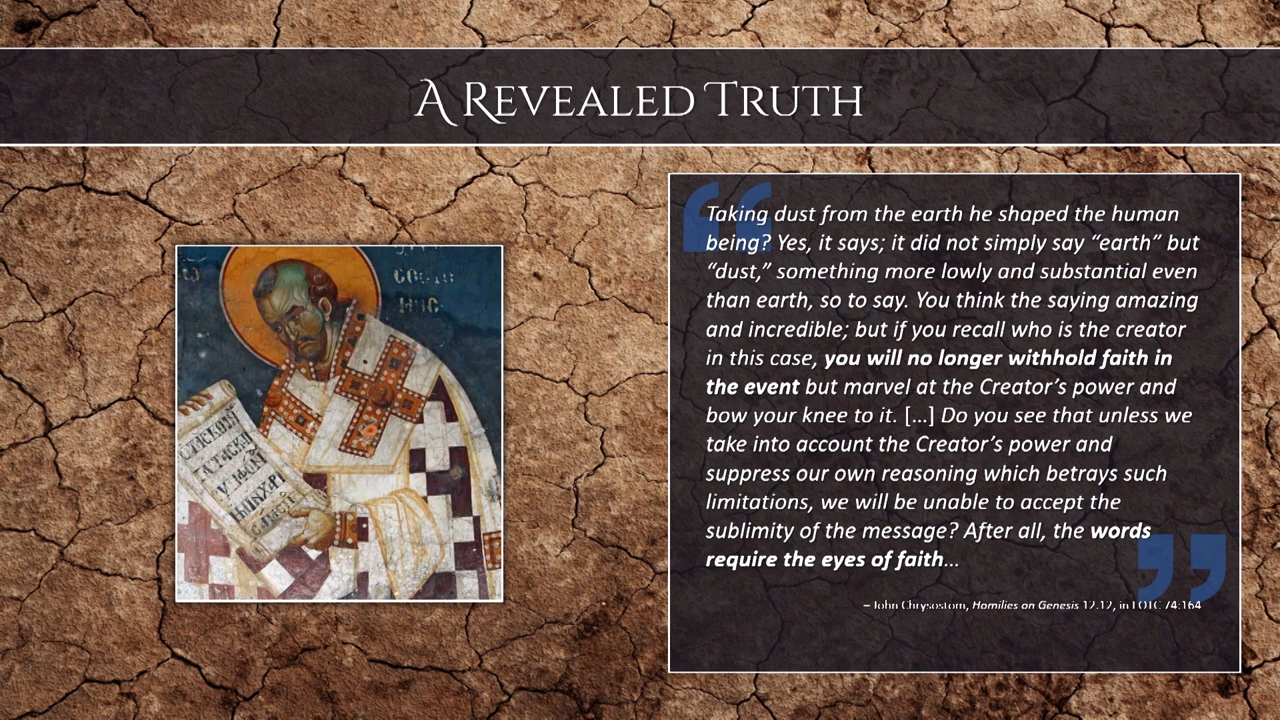 A Revealed Truth
Taking dust from the earth he shaped the human
being? Yes, it says; it did not simply say “earth” but
“dust,” something more lowly and substantial even
than earth, so to say. You think the saying amazing
and incredible; but if you recall who is the creator
in this case, you will no longer withhold faith in
the event but marvel at the Creator’s power and
bow your knee to it. […] Do you see that unless we
take into account the Creator’s power and
suppress our own reasoning which betrays such
limitations, we will be unable to accept the
sublimity of the message? After all, the words
require the eyes of faith…
– John Chrysostom, Homilies on Genesis 12.12, in FOTC 74:164